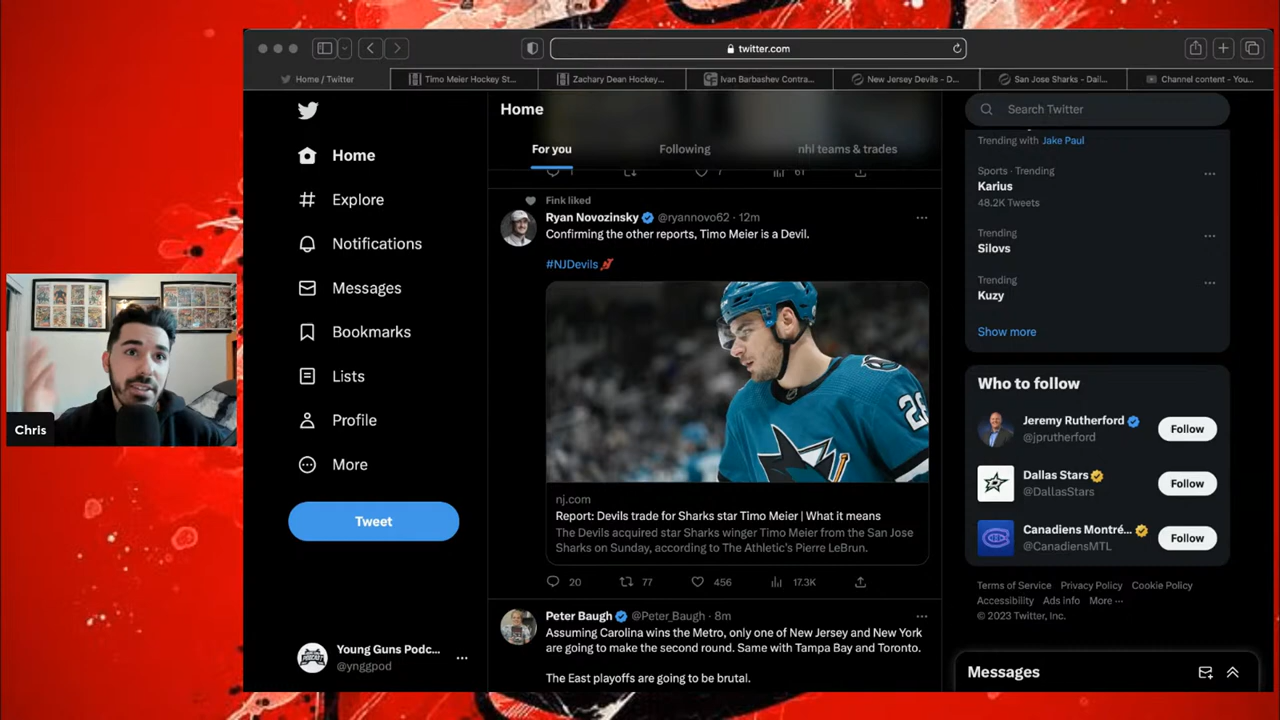 twitter.com
Home / Twitter
Timo Meier Hockey St...
Zachary Dean Hockey...
Ivan Barbashev Contra...
New Jersey Devils - D...
San Jose Sharks - Dail...
Channel content - You...
Home
Explore
Notifications
Messages
Bookmarks
Lists
Profile
More
Tweet
Young Guns Podc...
@ynggpod
Home
For you
Following
nhl teams & trades
1
7
61
Fink liked
Ryan Novozinsky @ryannovo62 · 12m
Confirming the other reports, Timo Meier is a Devil.
#NJDevils
28
nj.com
Report: Devils trade for Sharks star Timo Meier | What it means
The Devils acquired star Sharks winger Timo Meier from the San Jose
Sharks on Sunday, according to The Athletic's Pierre LeBrun.
20
77
456
17.3K
Peter Baugh @Peter_Baugh · 8m
Assuming Carolina wins the Metro, only one of New Jersey and New York
are going to make the second round. Same with Tampa Bay and Toronto.
The East playoffs are going to be brutal.
Search Twitter
Trending with Jake Paul
Sports · Trending
Karius
48.2K Tweets
Trending
Silovs
Trending
Kuzy
Show more
Who to follow
Jeremy Rutherford
@jprutherford
Follow
Dallas Stars
@DallasStars
Follow
Canadiens Montré...
@CanadiensMTL
Follow
Terms of Service Privacy Policy Cookie Policy
Accessibility Ads info More ...
© 2023 Twitter, Inc.
Messages
Chris